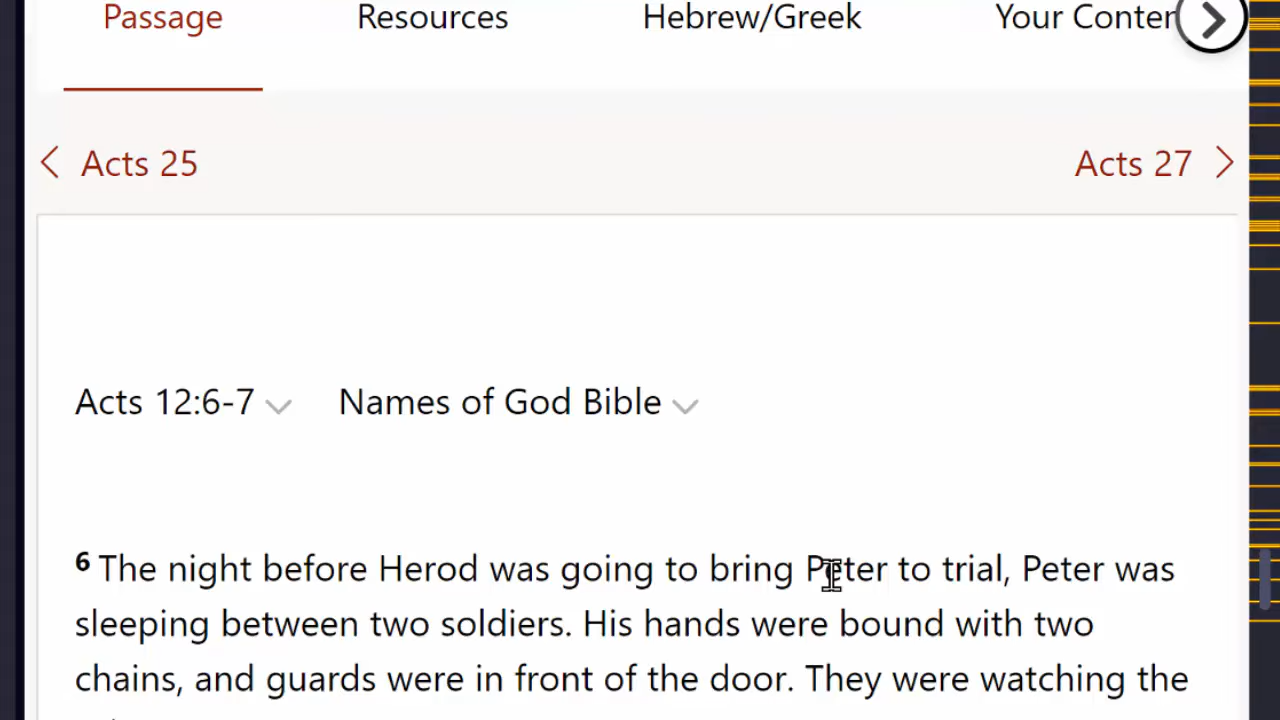 Passage Resources Hebrew/Greek Your Conten
Acts 25 Acts 27
Acts 12:6-7 Names of God Bible
6 The night before Herod was going to bring Peter to trial, Peter was
sleeping between two soldiers. His hands were bound with two
chains, and guards were in front of the door. They were watching the